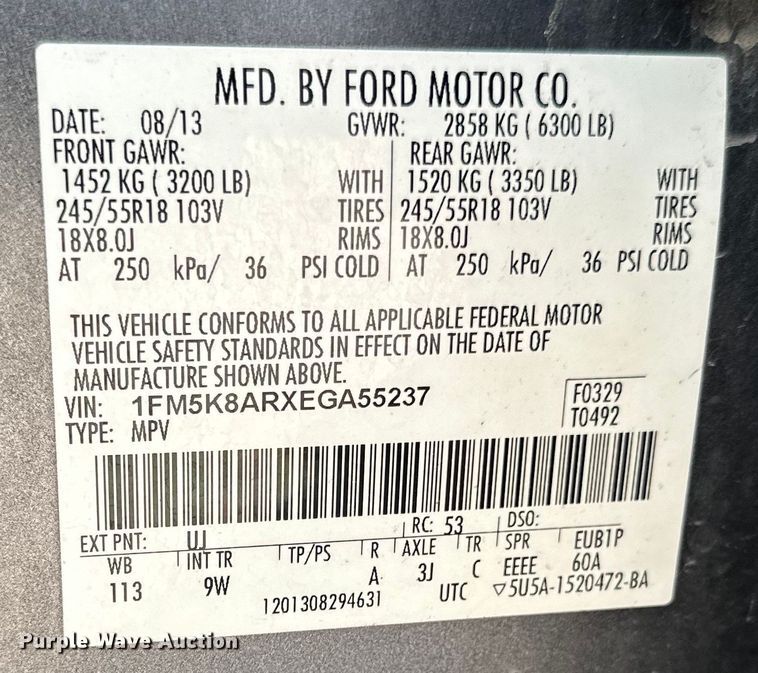 MFD. BY FORD MOTOR CO.
DATE: 08/13 GVWR: 2858 KG ( 6300 LB)
FRONT GAWR: REAR GAWR:
1452 KG ( 3200 LB) WITH 1520 KG ( 3350 LB) WITH
245/55R18 103V TIRES 245/55R18 103V TIRES
18X8.0J RIMS 18X8.0J RIMS
AT 250 kPa/ 36 PSI COLD AT 250 kPa/ 36 PSI COLD
THIS VEHICLE CONFORMS TO ALL APPLICABLE FEDERAL MOTOR
VEHICLE SAFETY STANDARDS IN EFFECT ON THE DATE OF
MANUFACTURE SHOWN ABOVE.
VIN: 1FM5K8ARXEGA55237 F0329
TYPE: MPV T0492
EXT PNT: UJ RC: 53 DSO:
WB INT TR TP/PS R AXLE TR SPR EUB1P
113 9W A 3J C EEEE 60A
1201308294631 UTC ▽5U5A-1520472-BA
Purple Wave Auction